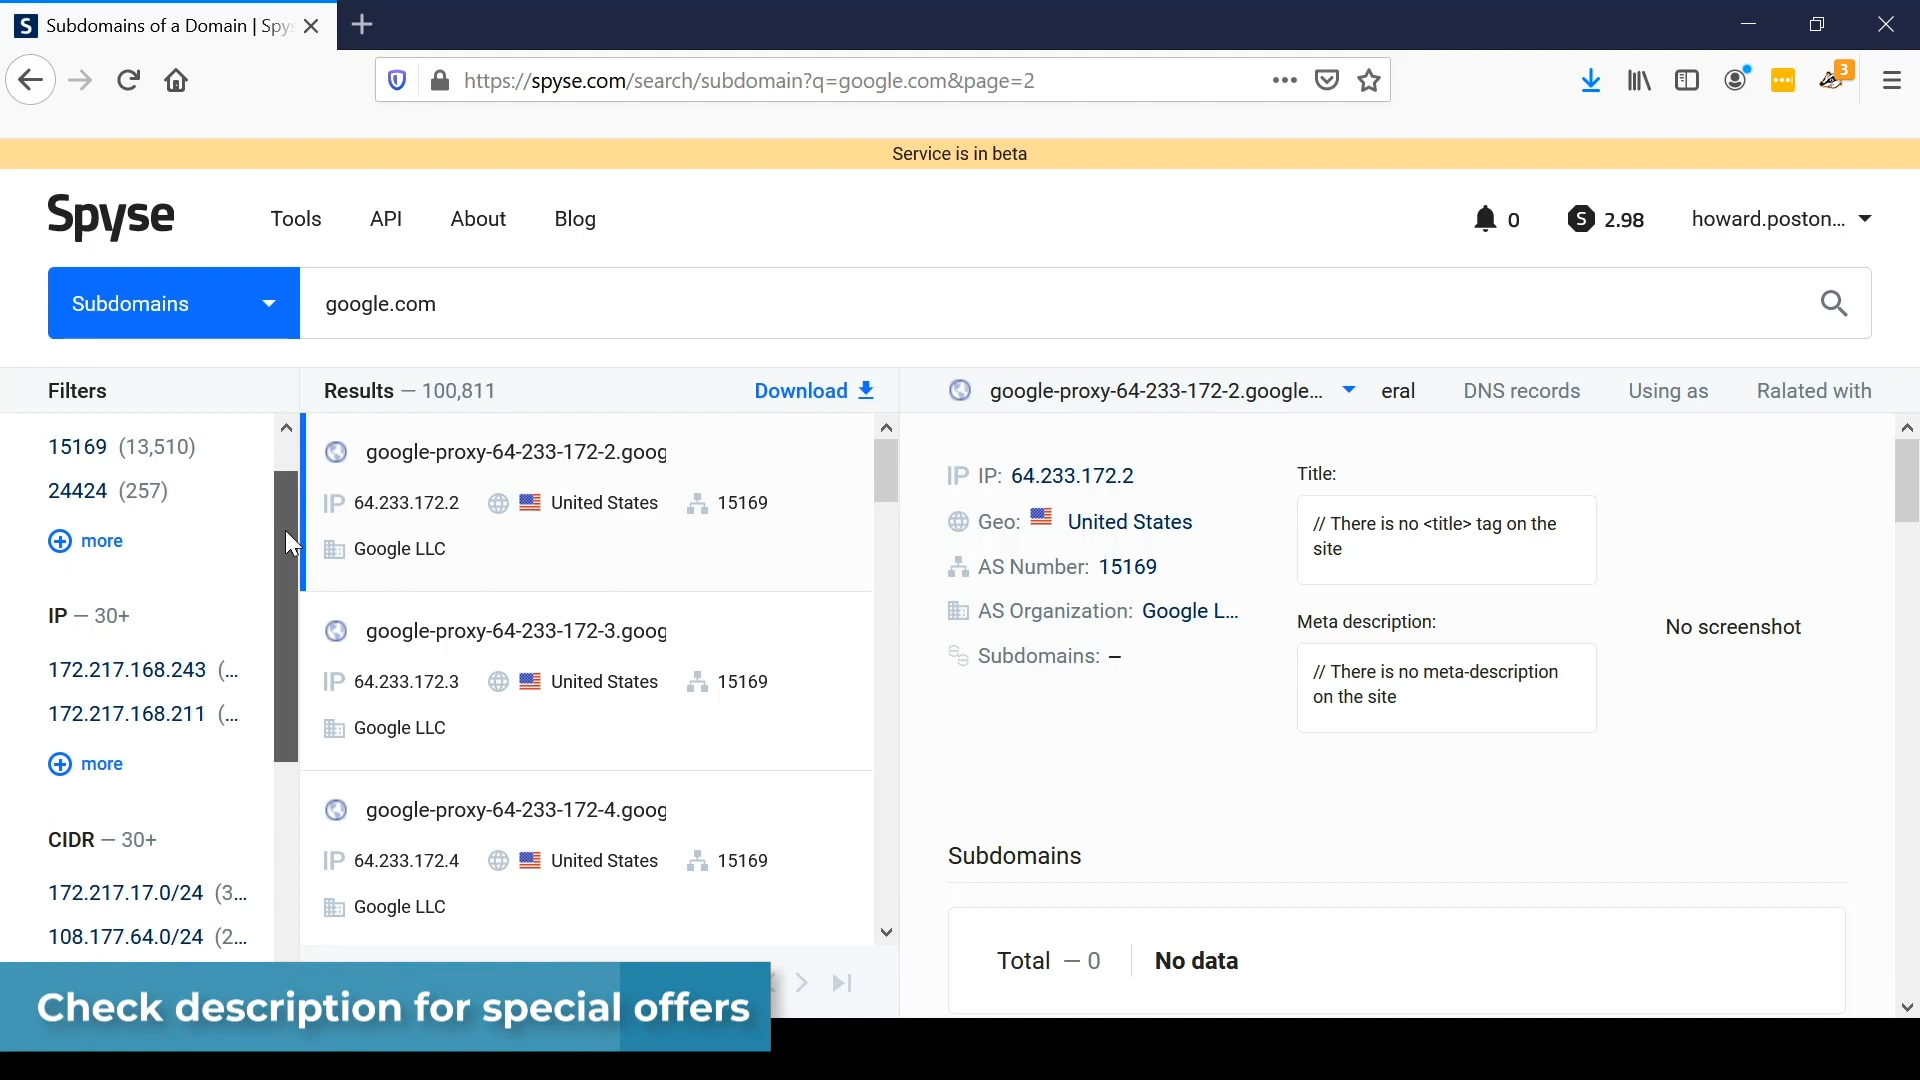 S Subdomains of a Domain | Spys
https://spyse.com/search/subdomain?q=google.com&page=2
3
Service is in beta
Spyse
Tools
API
About
Blog
0
S 2.98
howard.poston...
Subdomains
google.com
Filters
Results — 100,811
Download
google-proxy-64-233-172-2.google...
eral
DNS records
Using as
Ralated with
15169 (13,510)
24424 (257)
more
IP — 30+
172.217.168.243 (...
172.217.168.211 (...
more
CIDR — 30+
172.217.17.0/24 (3...
108.177.64.0/24 (2...
google-proxy-64-233-172-2.goog
IP 64.233.172.2 United States 15169
Google LLC
google-proxy-64-233-172-3.goog
IP 64.233.172.3 United States 15169
Google LLC
google-proxy-64-233-172-4.goog
IP 64.233.172.4 United States 15169
Google LLC
IP IP: 64.233.172.2
Geo: United States
AS Number: 15169
AS Organization: Google L...
Subdomains: –
Title:
// There is no <title> tag on the
site
Meta description:
// There is no meta-description
on the site
No screenshot
Subdomains
Total — 0
No data
Check description for special offers